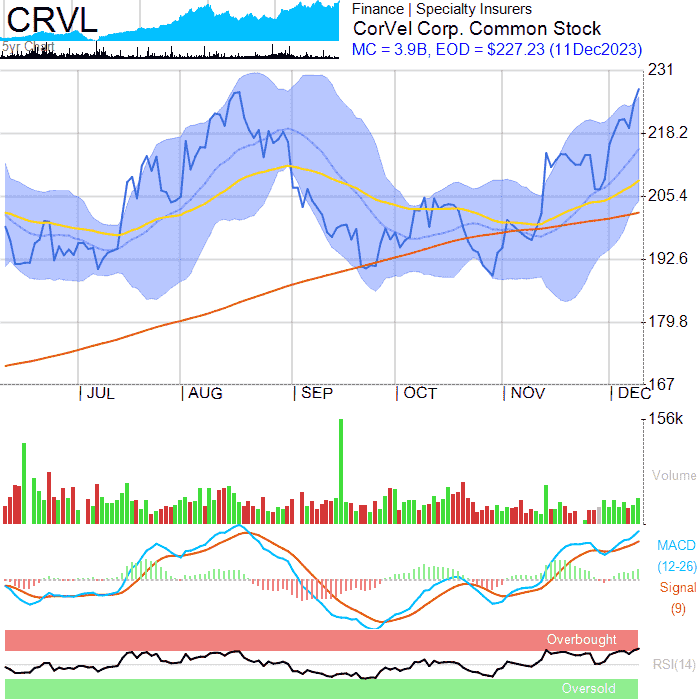 CRVL
5yr Chart
Finance | Specialty Insurers
CorVel Corp. Common Stock
MC = 3.9B, EOD = $227.23 (11Dec2023)
231
218.2
205.4
192.6
179.8
167
JUL
AUG
SEP
OCT
NOV
DEC
156k
Volume
MACD
(12-26)
Signal
(9)
Overbought
RSI(14)
Oversold